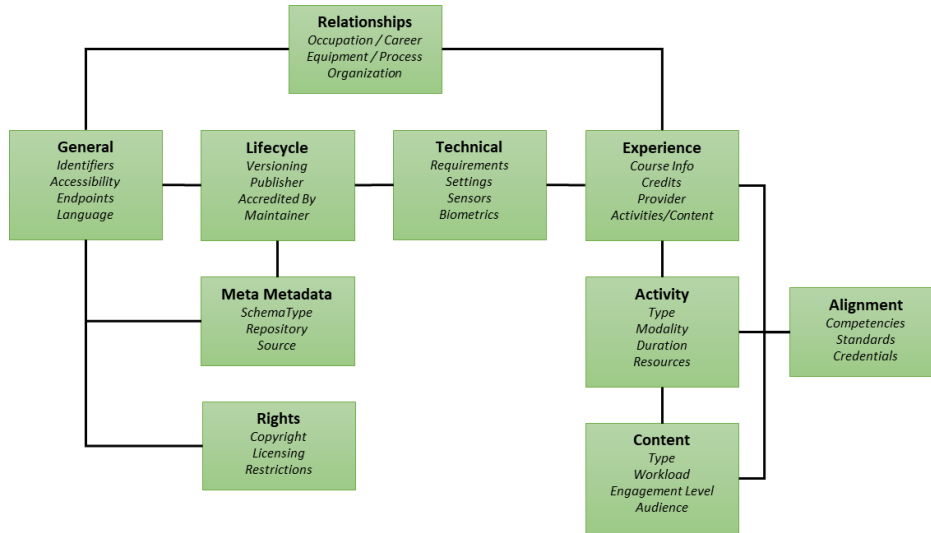 Relationships
Occupation / Career
Equipment / Process
Organization
General
Identifiers
Accessibility
Endpoints
Language
Lifecycle
Versioning
Publisher
Accredited By
Maintainer
Technical
Requirements
Settings
Sensors
Biometrics
Experience
Course Info
Credits
Provider
Activities/Content
Meta Metadata
SchemaType
Repository
Source
Activity
Type
Modality
Duration
Resources
Alignment
Competencies
Standards
Credentials
Rights
Copyright
Licensing
Restrictions
Content
Type
Workload
Engagement Level
Audience